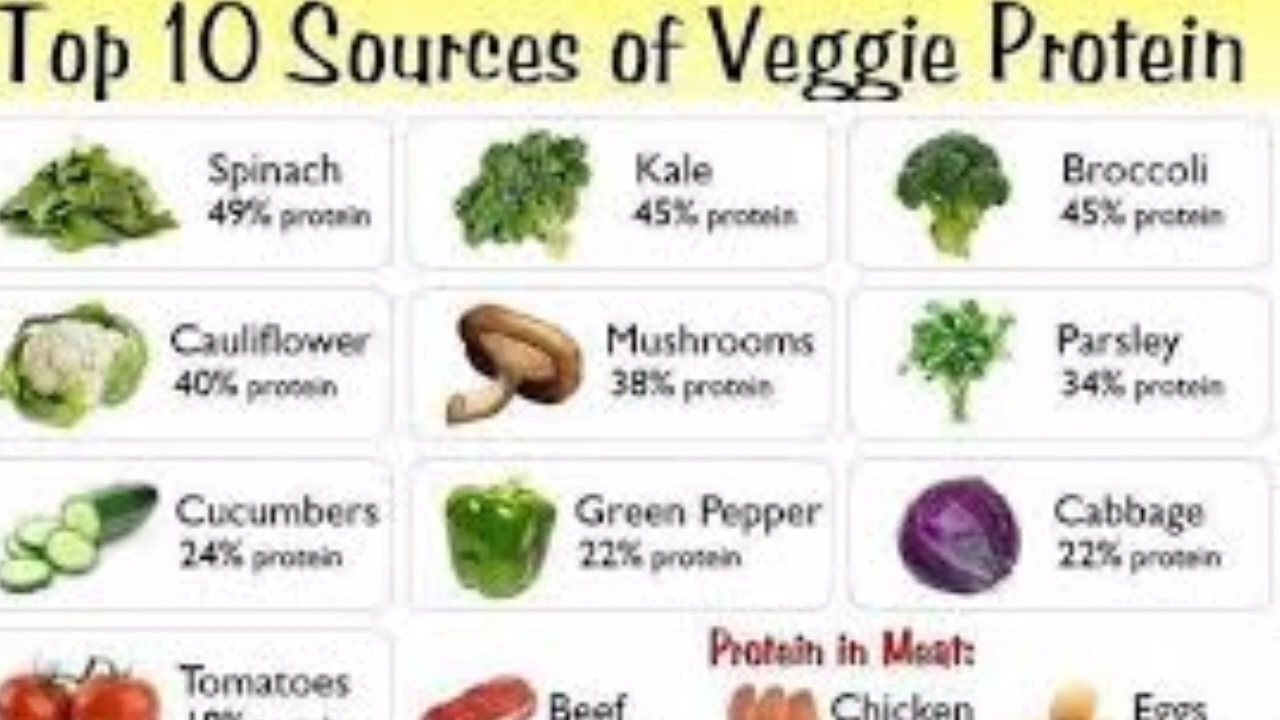 Top 10 Sources of Veggie Protein
Spinach
49% protein
Kale
45% protein
Broccoli
45% protein
Cauliflower
40% protein
Mushrooms
38% protein
Parsley
34% protein
Cucumbers
24% protein
Green Pepper
22% protein
Cabbage
22% protein
Tomatoes
Protein in Meat:
Beef
Chicken
Eggs